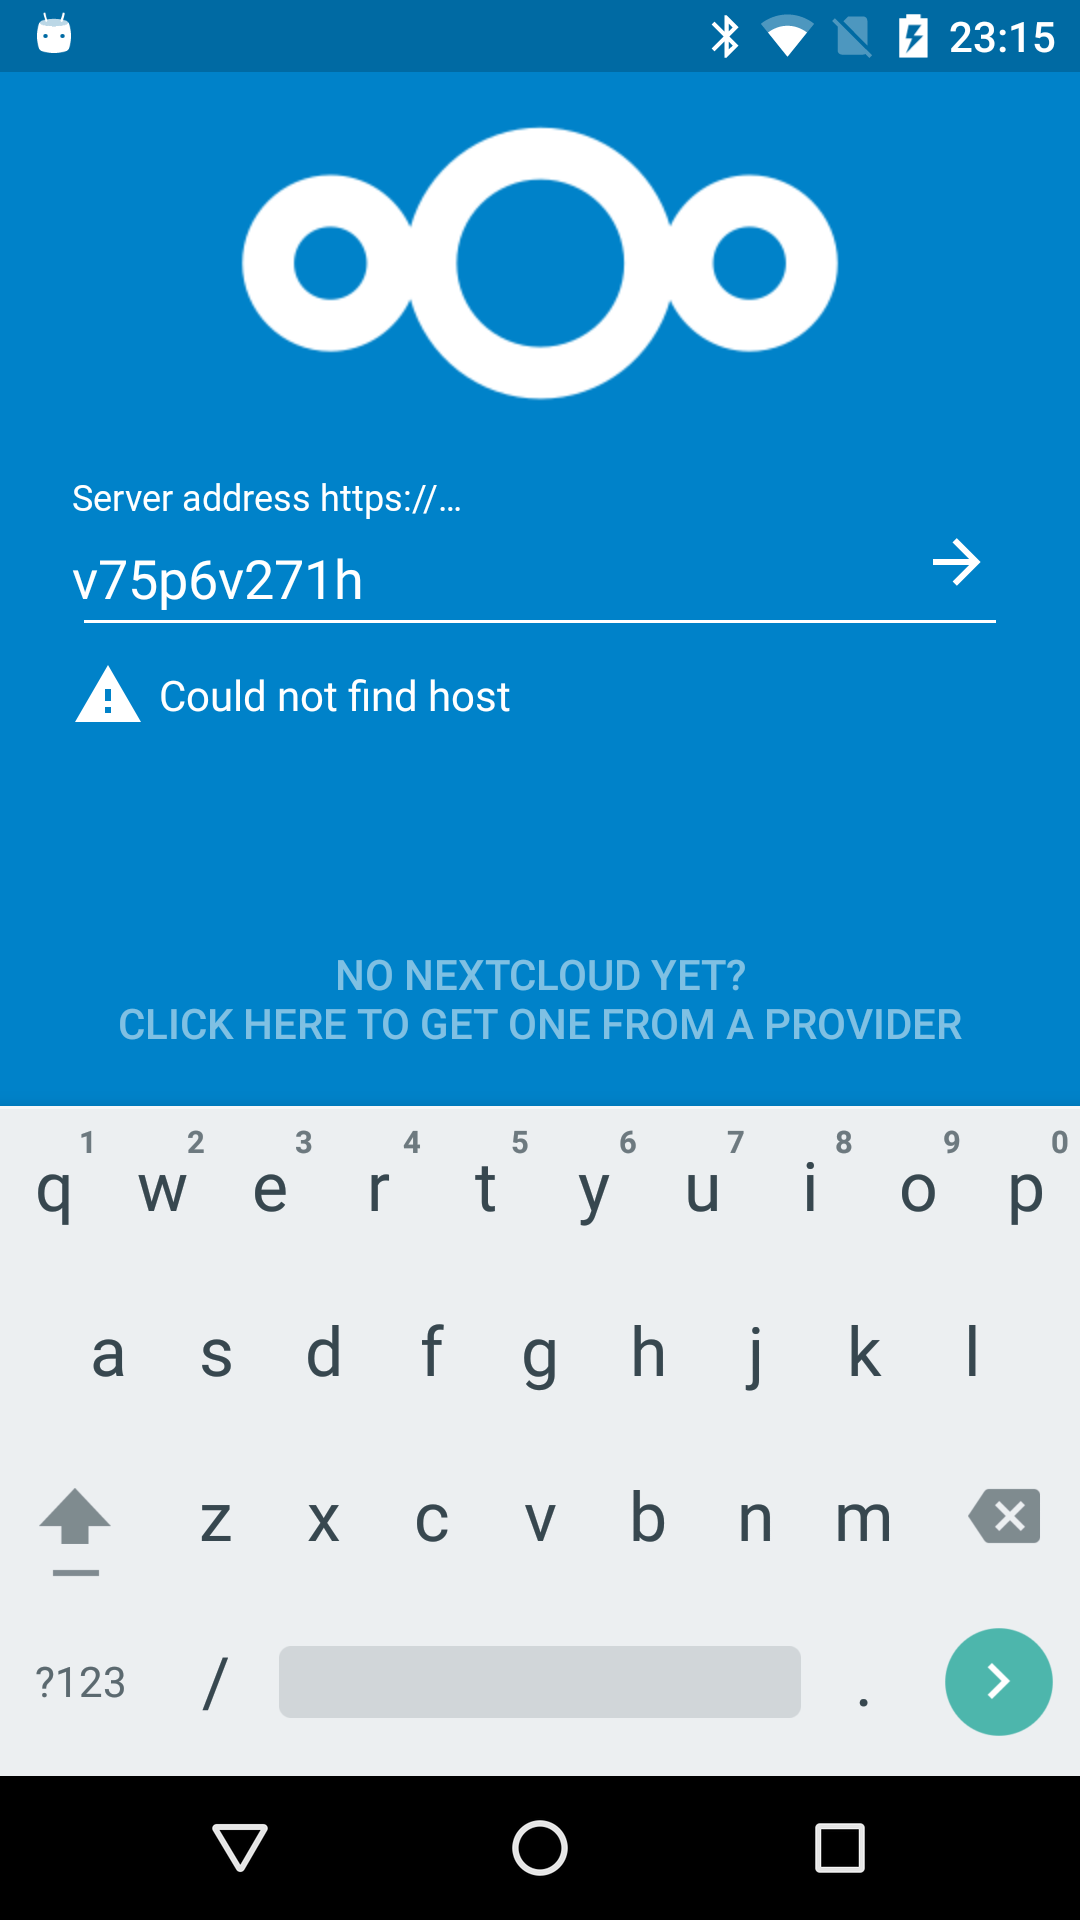 23:15
Server address https://…
v75p6v271h
Could not find host
NO NEXTCLOUD YET?
CLICK HERE TO GET ONE FROM A PROVIDER
1 2 3 4 5 6 7 8 9 0
q w e r t y u i o p
a s d f g h j k l
z x c v b n m
?123 / .